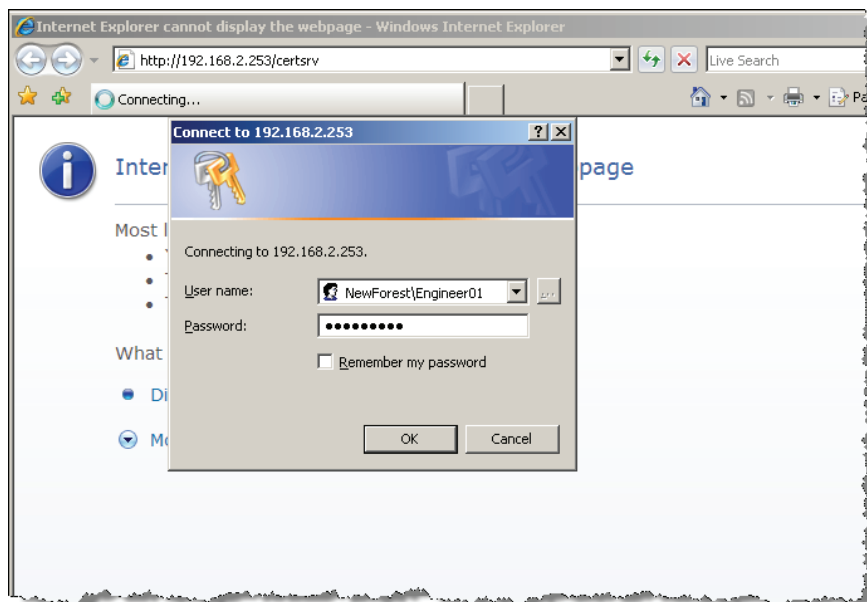 Internet Explorer cannot display the webpage - Windows Internet Explorer
http://192.168.2.253/certsrv
Live Search
Connecting...
Connect to 192.168.2.253
page
Connecting to 192.168.2.253.
User name:
NewForest\Engineer01
Password:
Remember my password
Most
What
OK
Cancel